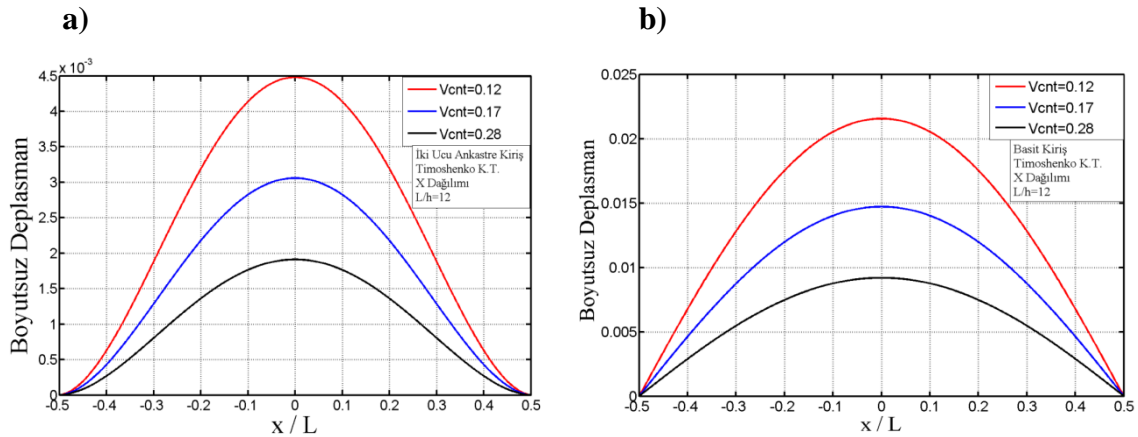 a)
x 10-3
4.5
4
3.5
3
2.5
2
1.5
1
0.5
0
-0.5 -0.4 -0.3 -0.2 -0.1 0 0.1 0.2 0.3 0.4 0.5
x / L
Boyutsuz Deplasman
Vcnt=0.12
Vcnt=0.17
Vcnt=0.28
İki Ucu Ankastre Kiriş
Timoshenko K.T.
X Dağılımı
L/h=12
b)
0.025
0.02
0.015
0.01
0.005
0
-0.5 -0.4 -0.3 -0.2 -0.1 0 0.1 0.2 0.3 0.4 0.5
x / L
Boyutsuz Deplasman
Vcnt=0.12
Vcnt=0.17
Vcnt=0.28
Basit Kiriş
Timoshenko K.T.
X Dağılımı
L/h=12